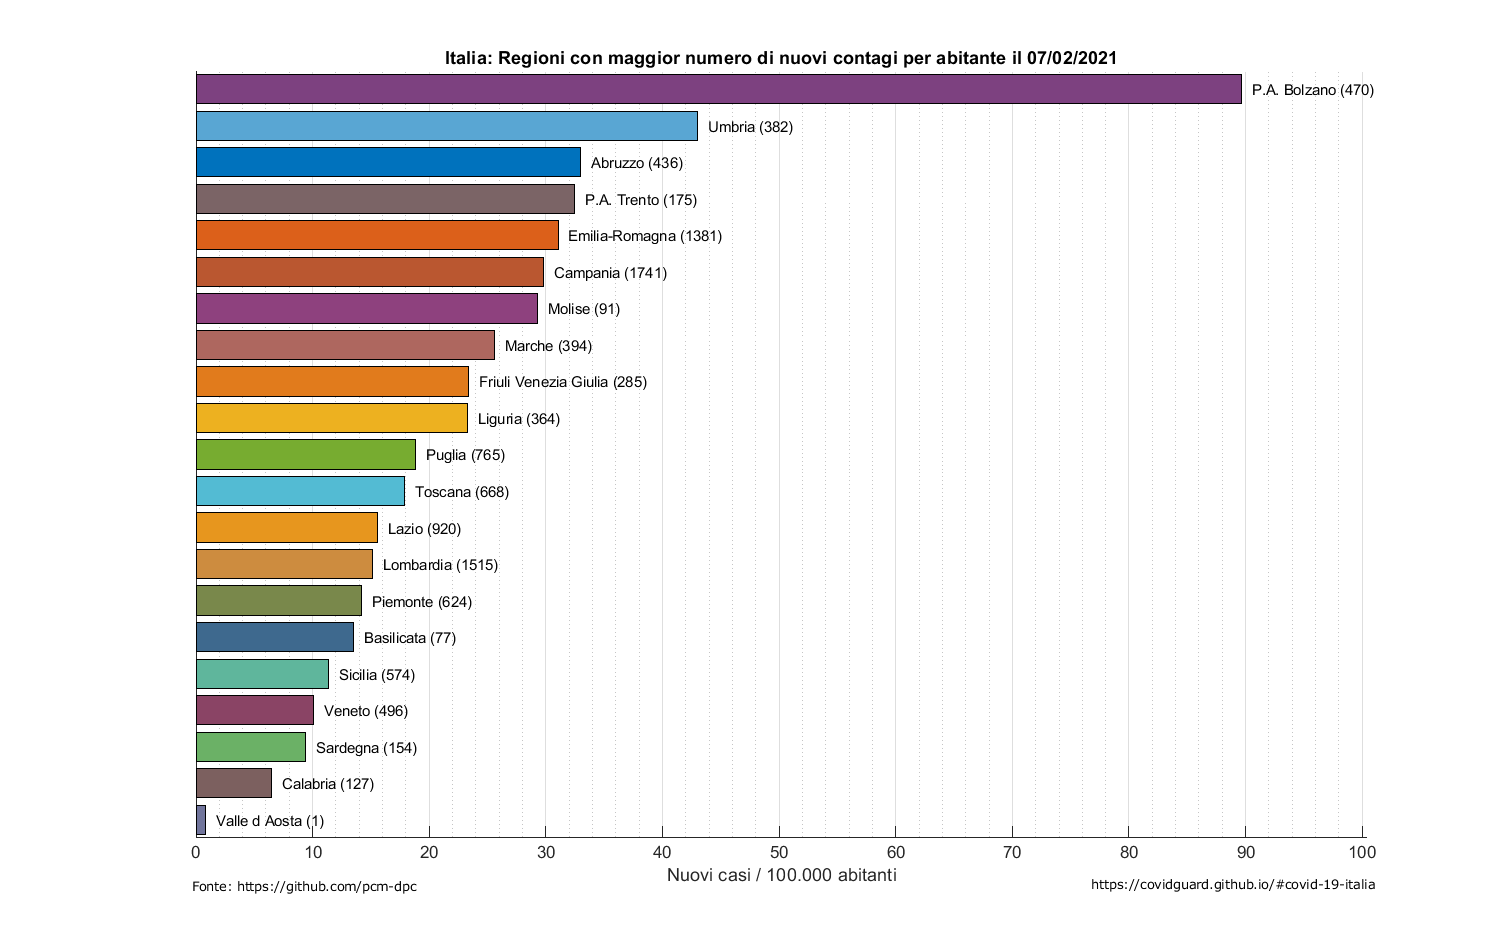 Italia: Regioni con maggior numero di nuovi contagi per abitante il 07/02/2021
P.A. Bolzano (470)
Umbria (382)
Abruzzo (436)
P.A. Trento (175)
Emilia-Romagna (1381)
Campania (1741)
Molise (91)
Marche (394)
Friuli Venezia Giulia (285)
Liguria (364)
Puglia (765)
Toscana (668)
Lazio (920)
Lombardia (1515)
Piemonte (624)
Basilicata (77)
Sicilia (574)
Veneto (496)
Sardegna (154)
Calabria (127)
Valle d Aosta (1)
0 10 20 30 40 50 60 70 80 90 100
Nuovi casi / 100.000 abitanti
Fonte: https://github.com/pcm-dpc
https://covidguard.github.io/#covid-19-italia